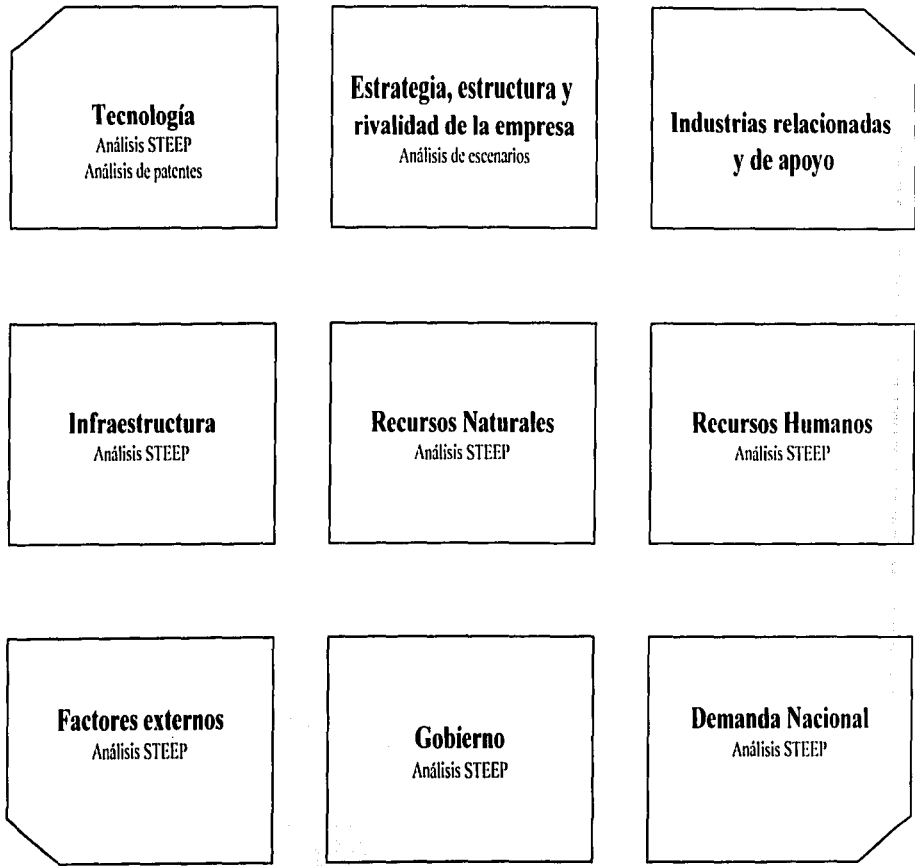 Tecnología
Análisis STEEP
Análisis de patentes
Estrategia, estructura y
rivalidad de la empresa
Análisis de escenarios
Industrias relacionadas
y de apoyo
Infraestructura
Análisis STEEP
Recursos Naturales
Análisis STEEP
Recursos Humanos
Análisis STEEP
Factores externos
Análisis STEEP
Gobierno
Análisis STEEP
Demanda Nacional
Análisis STEEP